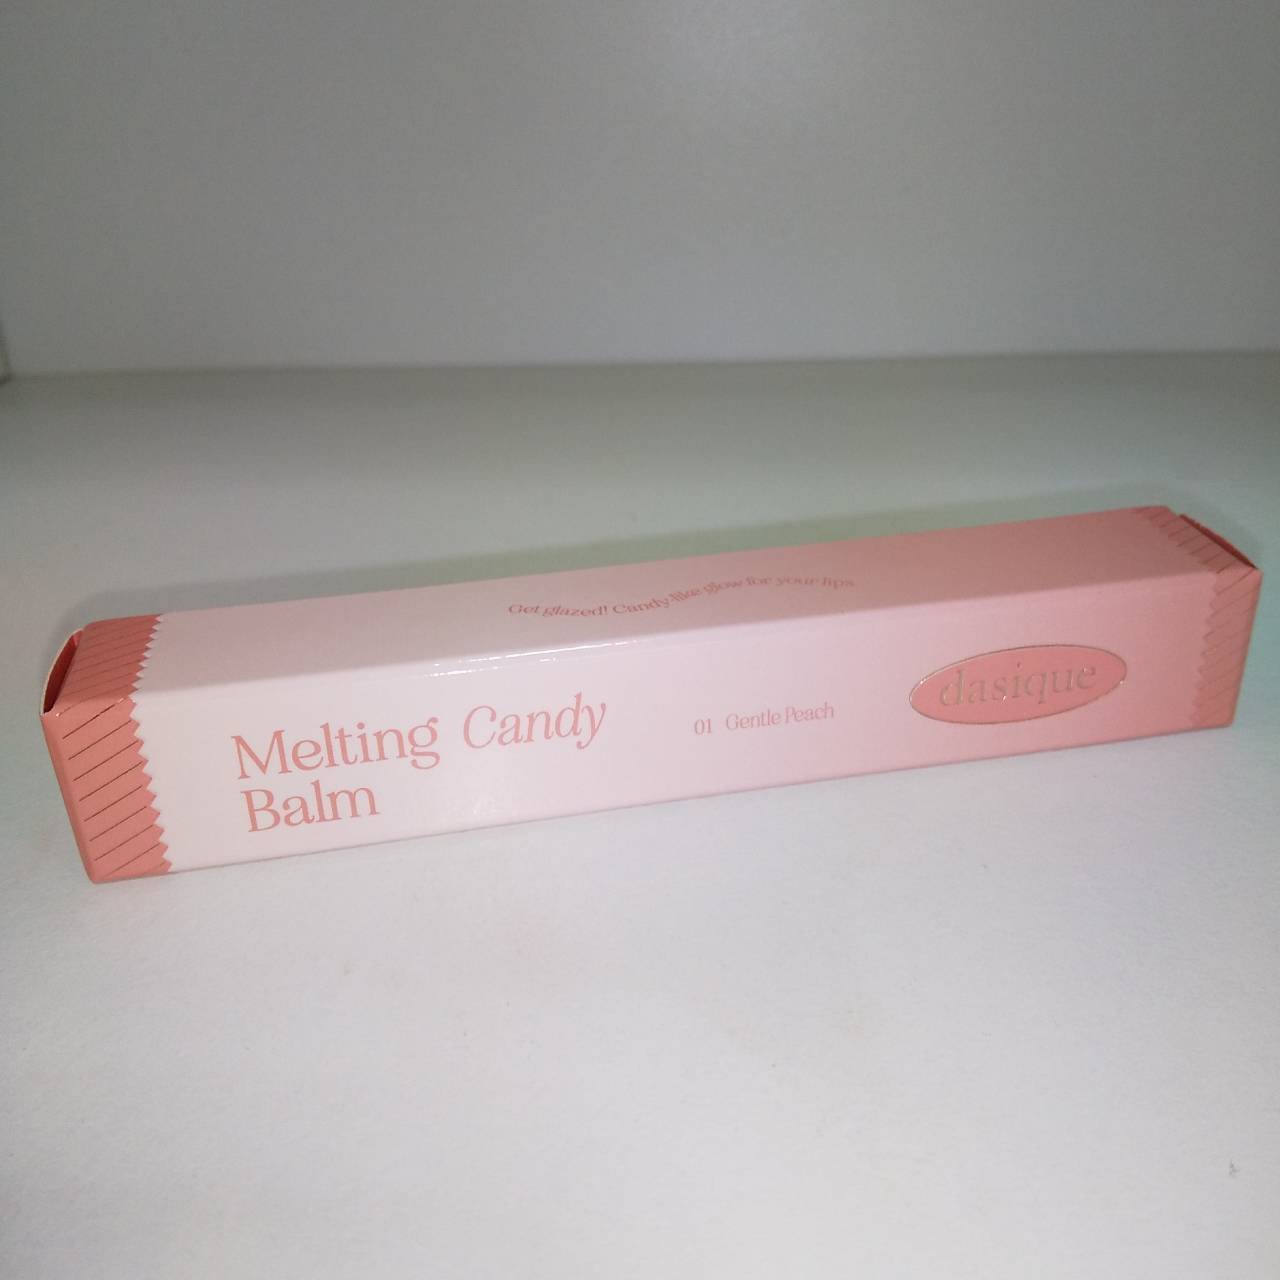 Get glazed! Candy-like glow for your lips
Melting Candy
Balm
01 Gentle Peach
dasique